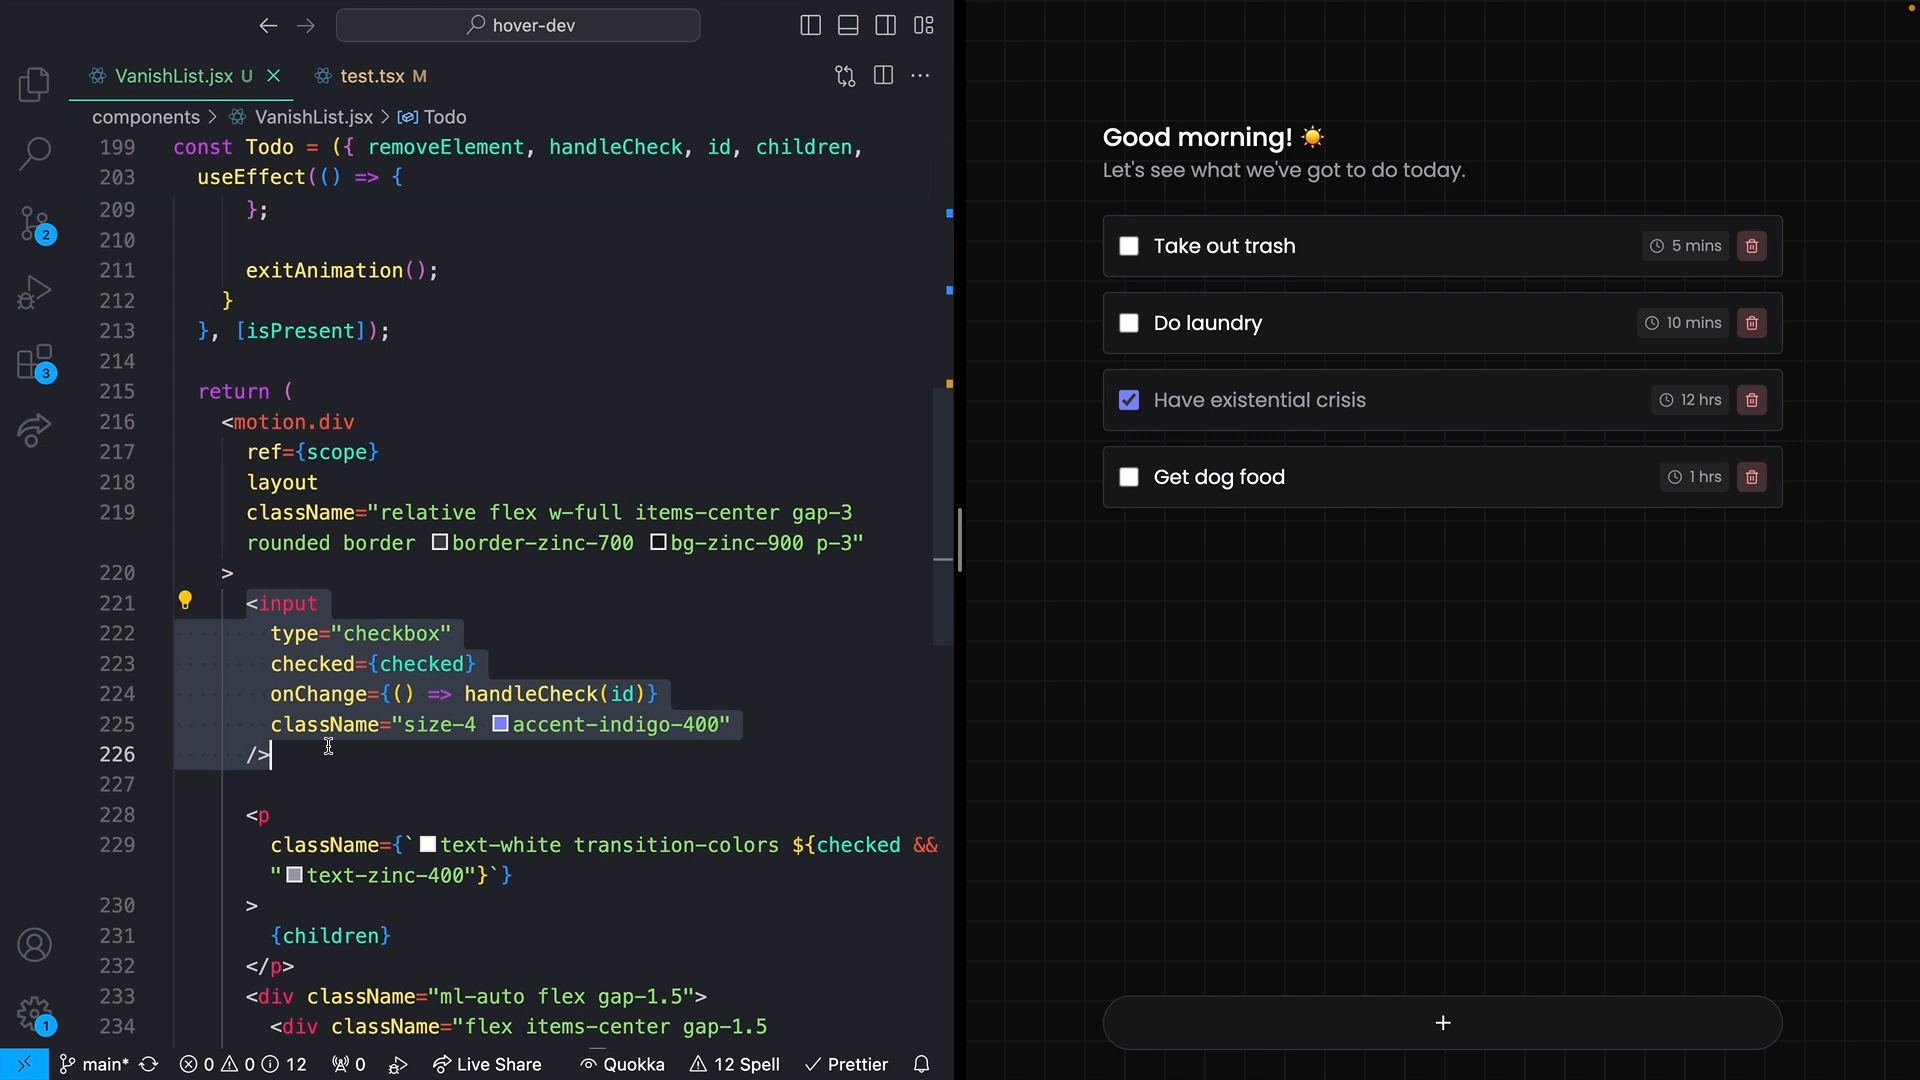 hover-dev
VanishList.jsx U
test.tsx M
components > VanishList.jsx > Todo
199 const Todo = ({ removeElement, handleCheck, id, children,
203 useEffect(() => {
209 };
210
211 exitAnimation();
212 }
213 }, [isPresent]);
214
215 return (
216 <motion.div
217 ref={scope}
218 layout
219 className="relative flex w-full items-center gap-3
rounded border border-zinc-700 bg-zinc-900 p-3"
220 >
221 <input
222 type="checkbox"
223 checked={checked}
224 onChange={() => handleCheck(id)}
225 className="size-4 accent-indigo-400"
226 />
227
228 <p
229 className={`text-white transition-colors ${checked &&
"text-zinc-400"}`}
230 >
231 {children}
232 </p>
233 <div className="ml-auto flex gap-1.5">
234 <div className="flex items-center gap-1.5
2
3
1
main* 0 0 12 0 Live Share Quokka 12 Spell Prettier
Good morning! ☀️
Let's see what we've got to do today.
Take out trash 5 mins
Do laundry 10 mins
Have existential crisis 12 hrs
Get dog food 1 hrs
+